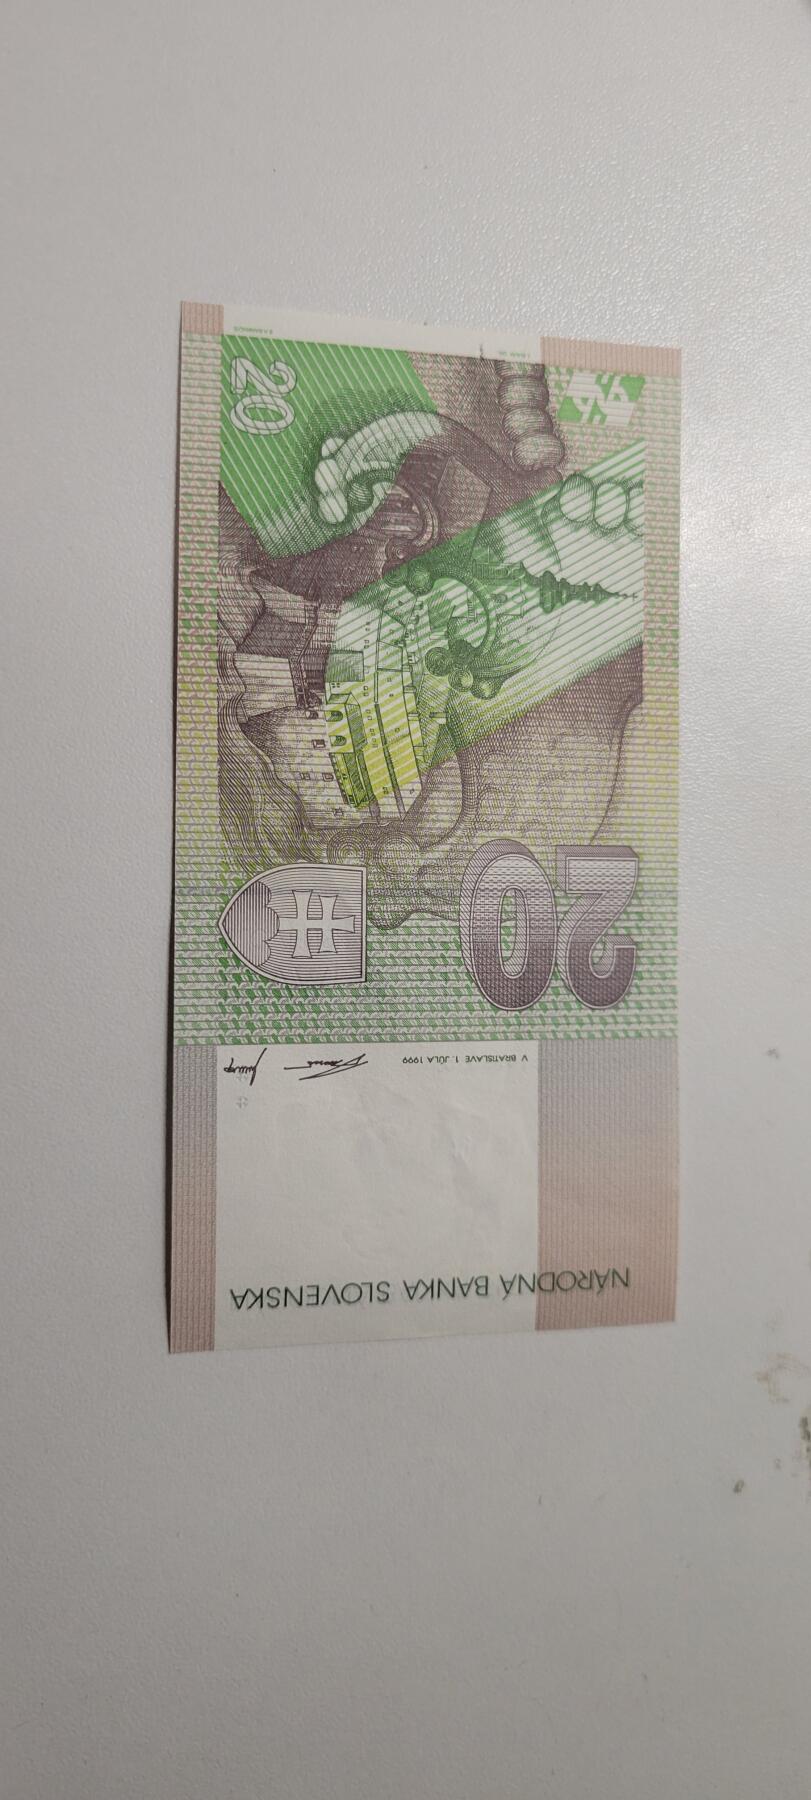 NÁRODNÁ BANKA SLOVENSKA
V BRATISLAVE 1. JÚLA 1999
20
20